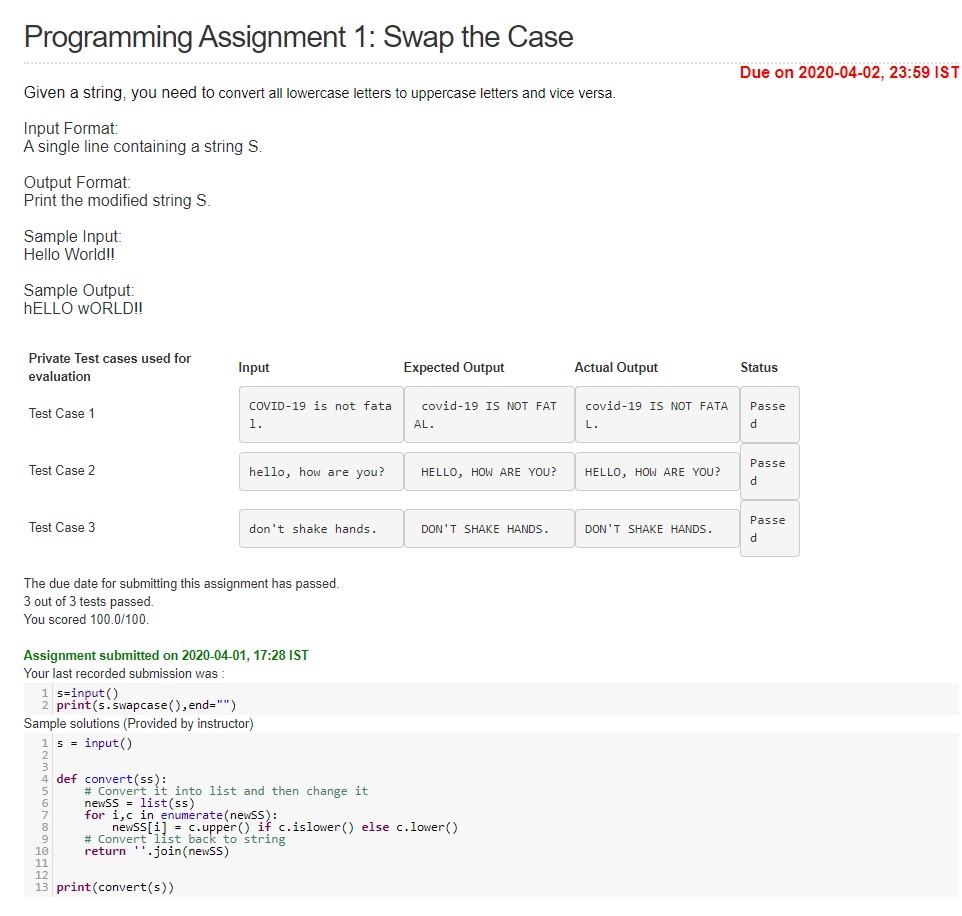 Programming Assignment 1: Swap the Case
Due on 2020-04-02, 23:59 IST
Given a string, you need to convert all lowercase letters to uppercase letters and vice versa.
Input Format:
A single line containing a string S.
Output Format:
Print the modified string S.
Sample Input:
Hello World!!
Sample Output:
hELLO wORLD!!
Private Test cases used for
evaluation
Input
Expected Output
Actual Output
Status
Test Case 1
COVID-19 is not fata
l.
covid-19 IS NOT FAT
AL.
covid-19 IS NOT FATA
L.
Passe
d
Test Case 2
hello, how are you?
HELLO, HOW ARE YOU?
HELLO, HOW ARE YOU?
Passe
d
Test Case 3
don't shake hands.
DON'T SHAKE HANDS.
DON'T SHAKE HANDS.
Passe
d
The due date for submitting this assignment has passed.
3 out of 3 tests passed.
You scored 100.0/100.
Assignment submitted on 2020-04-01, 17:28 IST
Your last recorded submission was :
1 s=input()
2 print(s.swapcase(),end="")
Sample solutions (Provided by instructor)
1 s = input()
2
3
4 def convert(ss):
5     # Convert it into list and then change it
6     newSS = list(ss)
7     for i,c in enumerate(newSS):
8         newSS[i] = c.upper() if c.islower() else c.lower()
9     # Convert list back to string
10     return ''.join(newSS)
11
12
13 print(convert(s))